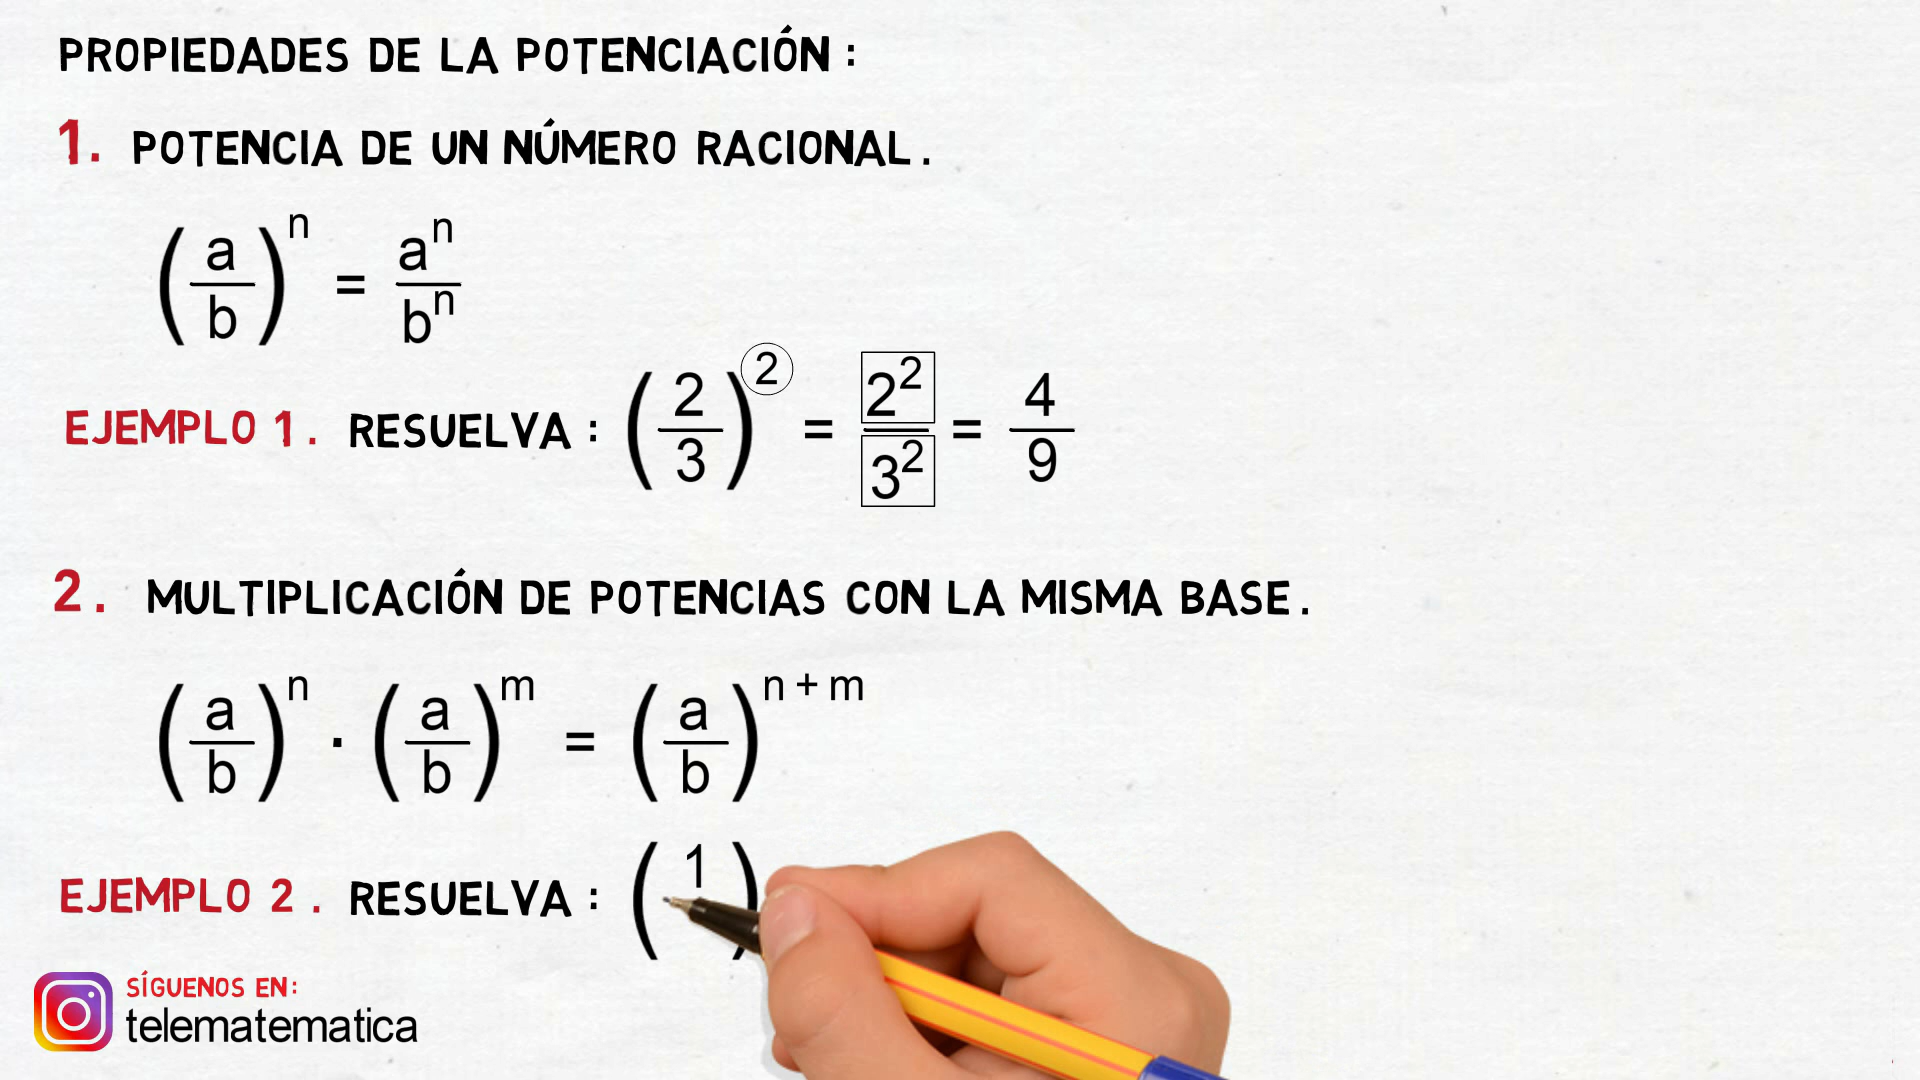 PROPIEDADES DE LA POTENCIACIÓN :
1. POTENCIA DE UN NÚMERO RACIONAL.
(a/b)^n = a^n/b^n
EJEMPLO 1. RESUELVA : (2/3)^2 = 2^2/3^2 = 4/9
2. MULTIPLICACIÓN DE POTENCIAS CON LA MISMA BASE.
(a/b)^n · (a/b)^m = (a/b)^(n + m)
EJEMPLO 2. RESUELVA : (1 )
SÍGUENOS EN:
telematematica